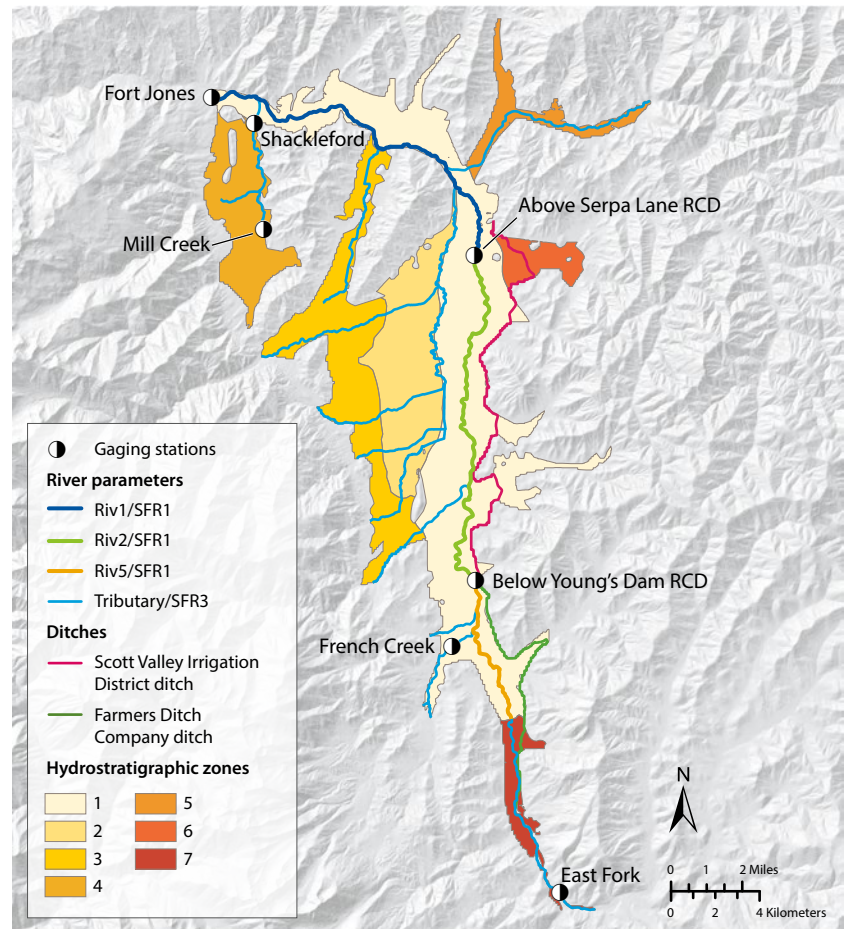 Fort Jones
Shackleford
Mill Creek
Above Serpa Lane RCD
Below Young's Dam RCD
French Creek
East Fork
Gaging stations
River parameters
Riv1/SFR1
Riv2/SFR1
Riv5/SFR1
Tributary/SFR3
Ditches
Scott Valley Irrigation
District ditch
Farmers Ditch
Company ditch
Hydrostratigraphic zones
1
2
3
4
5
6
7
N
0 1 2 Miles
0 2 4 Kilometers